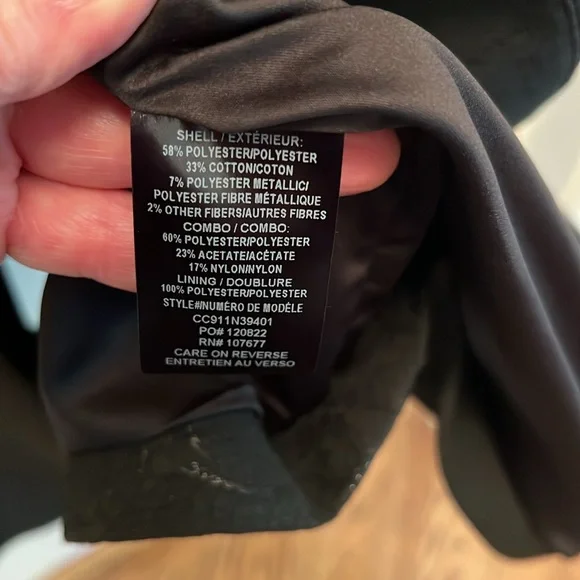 SHELL / EXTÉRIEUR:
58% POLYESTER/POLYESTER
33% COTTON/COTON
7% POLYESTER METALLIC/
POLYESTER FIBRE MÉTALLIQUE
2% OTHER FIBERS/AUTRES FIBRES
COMBO / COMBO:
60% POLYESTER/POLYESTER
23% ACETATE/ACÉTATE
17% NYLON/NYLON
LINING / DOUBLURE
100% POLYESTER/POLYESTER
STYLE#/NUMÉRO DE MODÈLE
CC911N39401
PO# 120822
RN# 107677
CARE ON REVERSE
ENTRETIEN AU VERSO